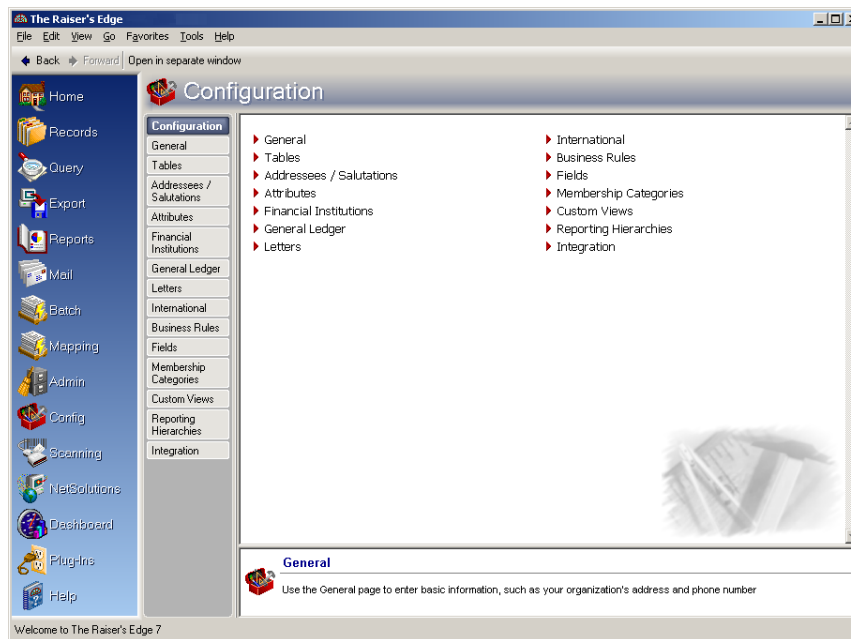 The Raiser's Edge
File Edit View Go Favorites Tools Help
Back Forward Open in separate window
Configuration
Home
Records
Query
Export
Reports
Mail
Batch
Mapping
Admin
Config
Scanning
NetSolutions
Dashboard
Plug-Ins
Help
Configuration
General
Tables
Addressees /
Salutations
Attributes
Financial
Institutions
General Ledger
Letters
International
Business Rules
Fields
Membership
Categories
Custom Views
Reporting
Hierarchies
Integration
General
Tables
Addressees / Salutations
Attributes
Financial Institutions
General Ledger
Letters
International
Business Rules
Fields
Membership Categories
Custom Views
Reporting Hierarchies
Integration
General
Use the General page to enter basic information, such as your organization's address and phone number
Welcome to The Raiser's Edge 7